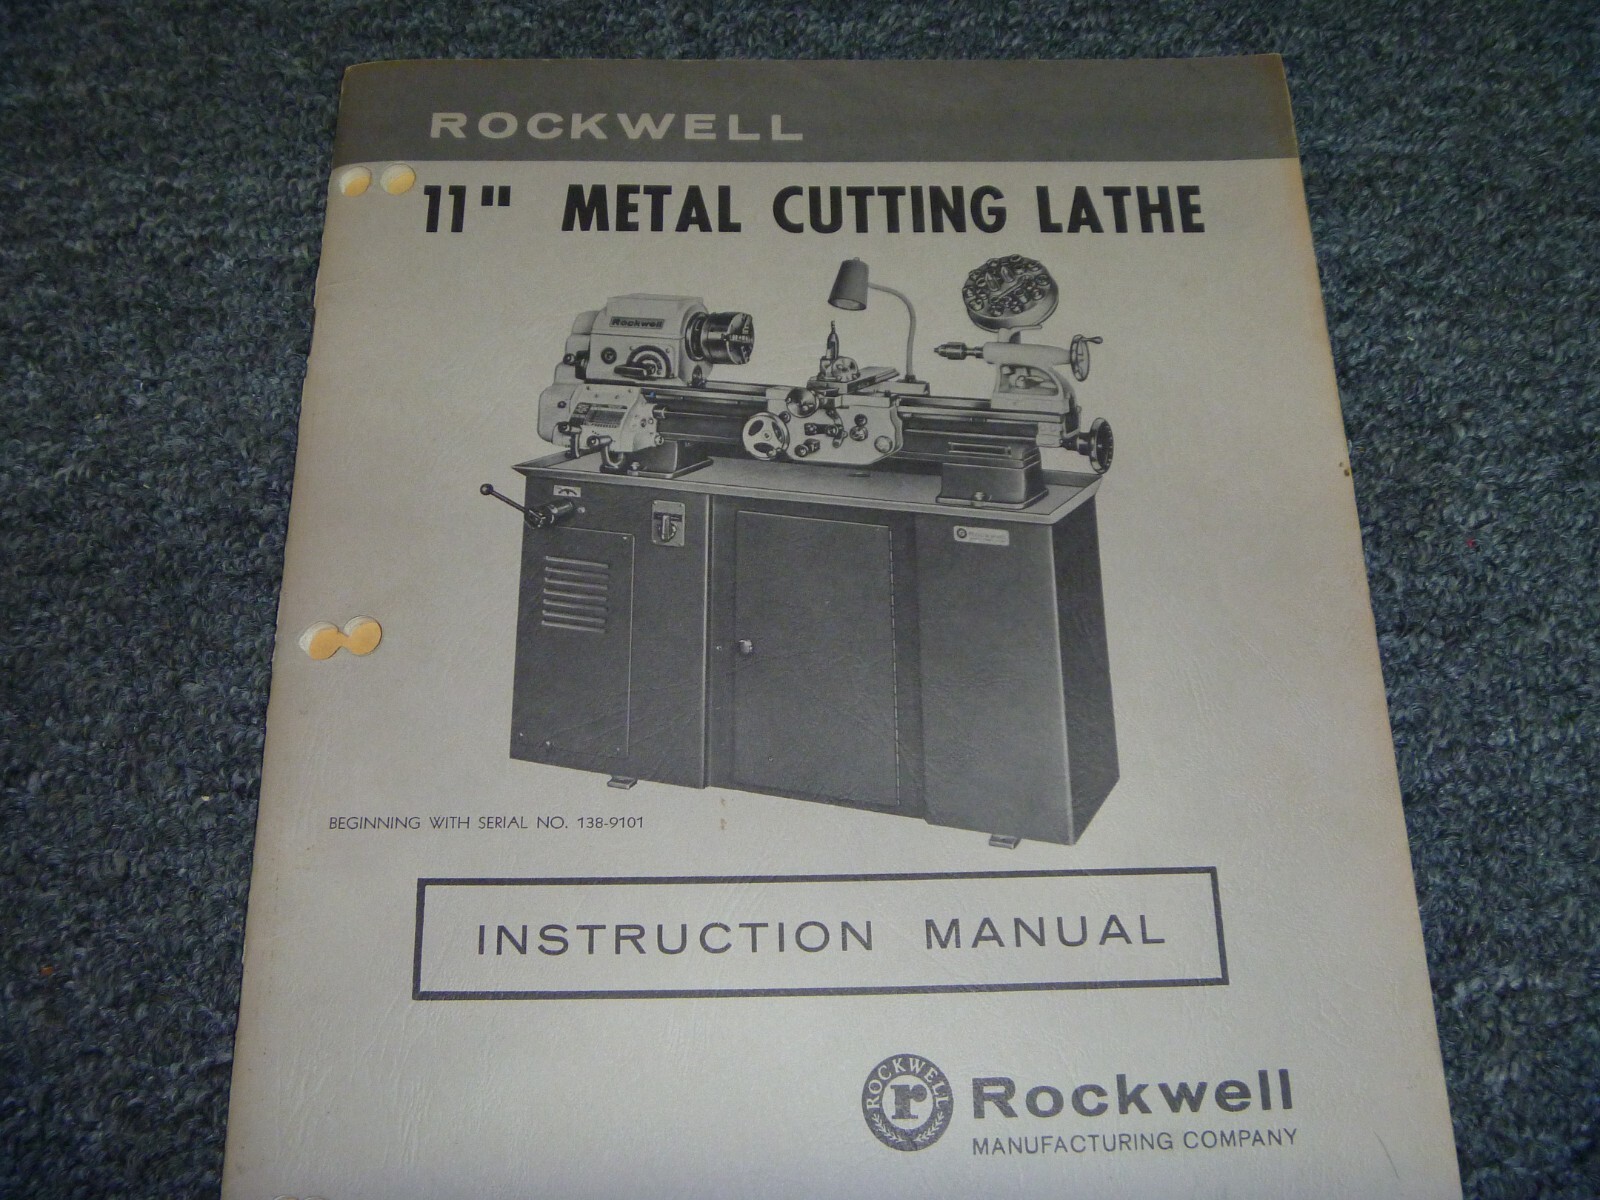 ROCKWELL
11" METAL CUTTING LATHE
Rockwell
BEGINNING WITH SERIAL NO. 138-9101
INSTRUCTION MANUAL
ROCKWELL
r
Rockwell
MANUFACTURING COMPANY